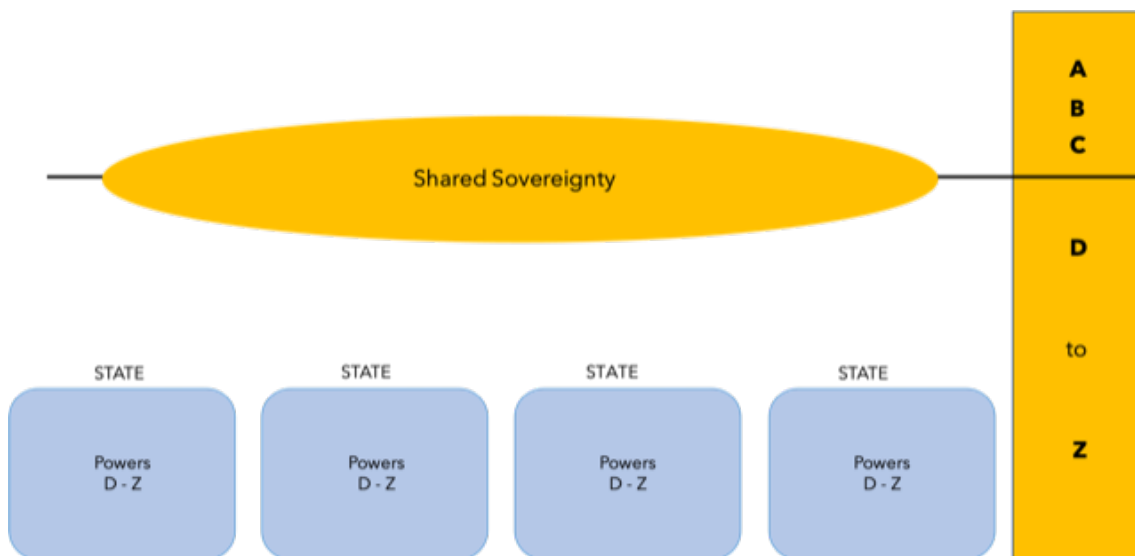 A
B
C
Shared Sovereignty
D
to
Z
STATE
STATE
STATE
STATE
Powers
D - Z
Powers
D - Z
Powers
D - Z
Powers
D - Z